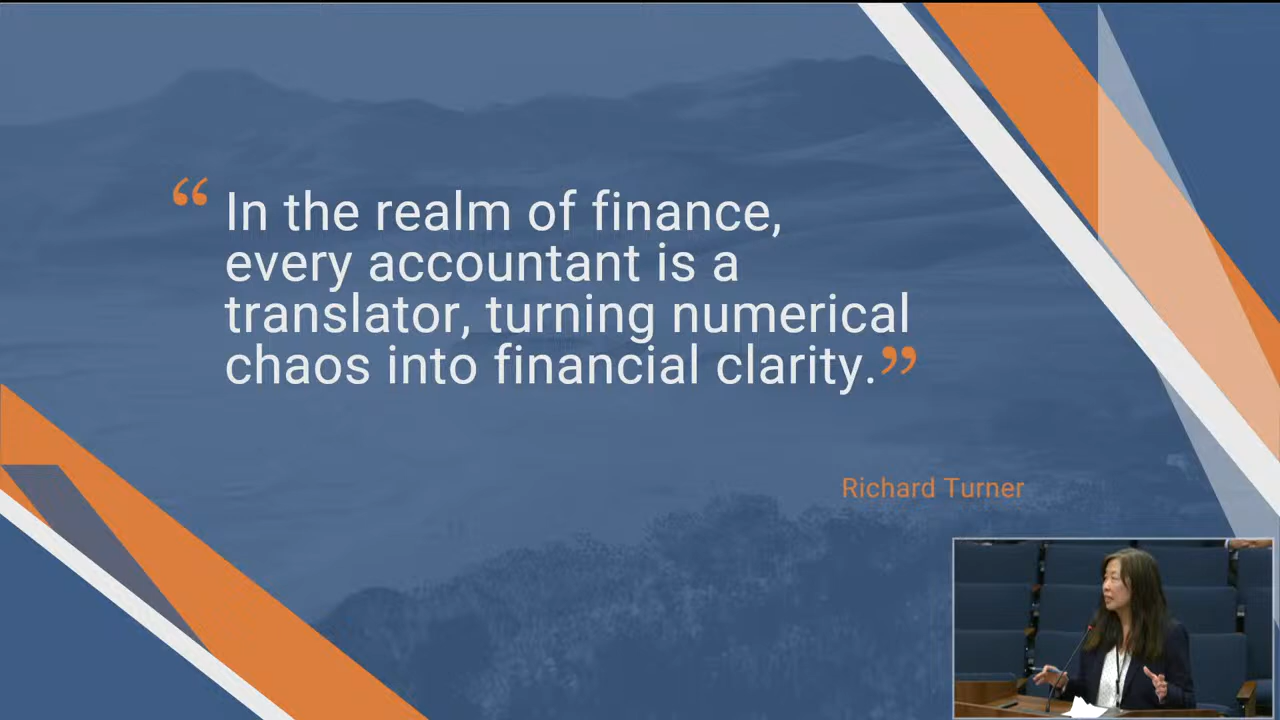 “ In the realm of finance,
every accountant is a
translator, turning numerical
chaos into financial clarity.”
Richard Turner